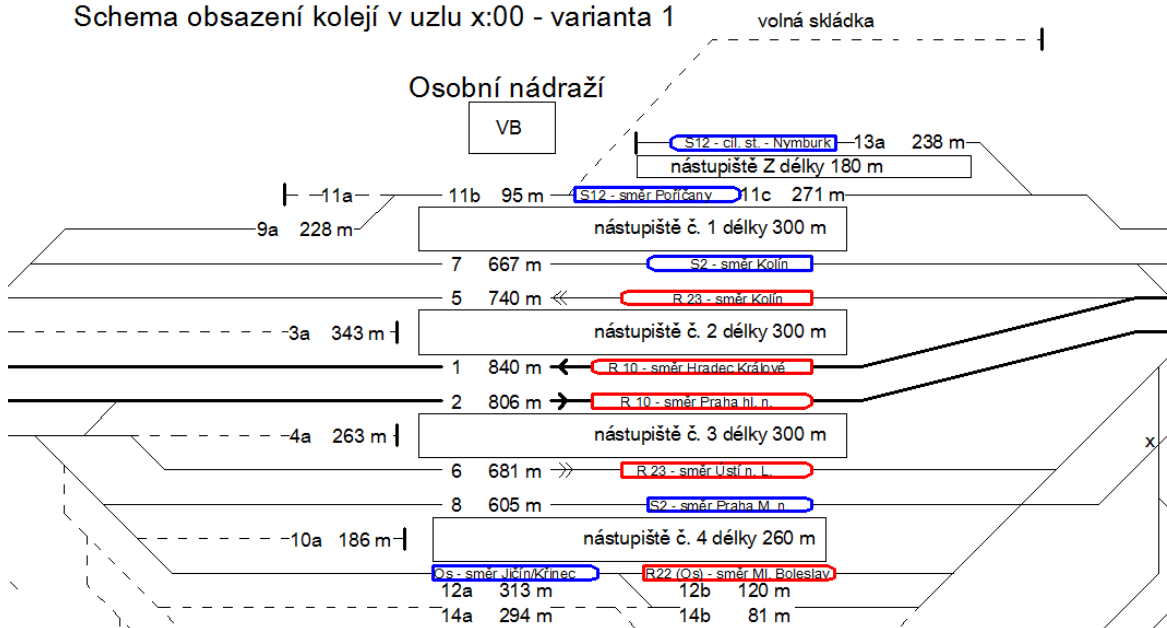 Schema obsazení kolejí v uzlu x:00 - varianta 1
volná skládka
Osobní nádraží
VB
S12 - cíl. st. - Nymburk 13a 238 m
nástupiště Z délky 180 m
11a 11b 95 m S12 - směr Poříčany 11c 271 m
nástupiště č. 1 délky 300 m
9a 228 m
7 667 m S2 - směr Kolín
5 740 m R 23 - směr Kolín
nástupiště č. 2 délky 300 m
3a 343 m
1 840 m R 10 - směr Hradec Králové
2 806 m R 10 - směr Praha hl. n.
nástupiště č. 3 délky 300 m
4a 263 m
x
6 681 m R 23 - směr Ústí n. L.
8 605 m S2 - směr Praha M. n
nástupiště č. 4 délky 260 m
10a 186 m
Os - směr Jičín/Křinec R22 (Os) - směr Ml. Boleslav
12a 313 m 12b 120 m
14a 294 m 14b 81 m